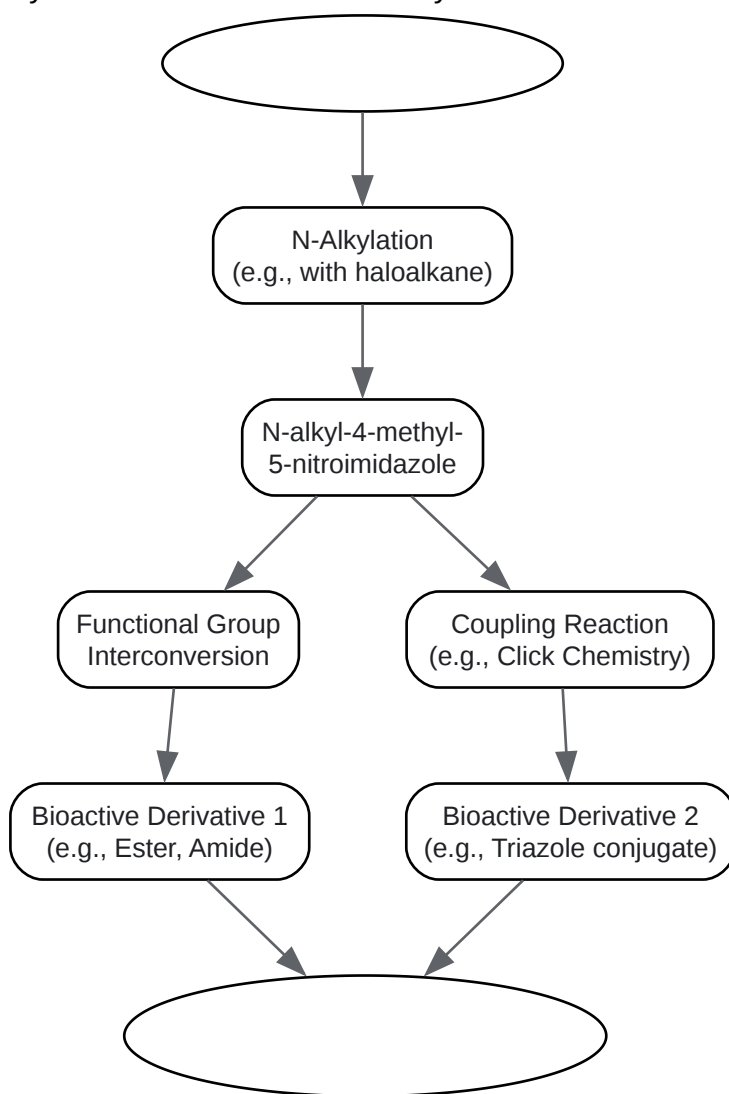 N-Alkylation
(e.g., with haloalkane)
N-alkyl-4-methyl-
5-nitroimidazole
Functional Group
Interconversion
Coupling Reaction
(e.g., Click Chemistry)
Bioactive Derivative 1
(e.g., Ester, Amide)
Bioactive Derivative 2
(e.g., Triazole conjugate)